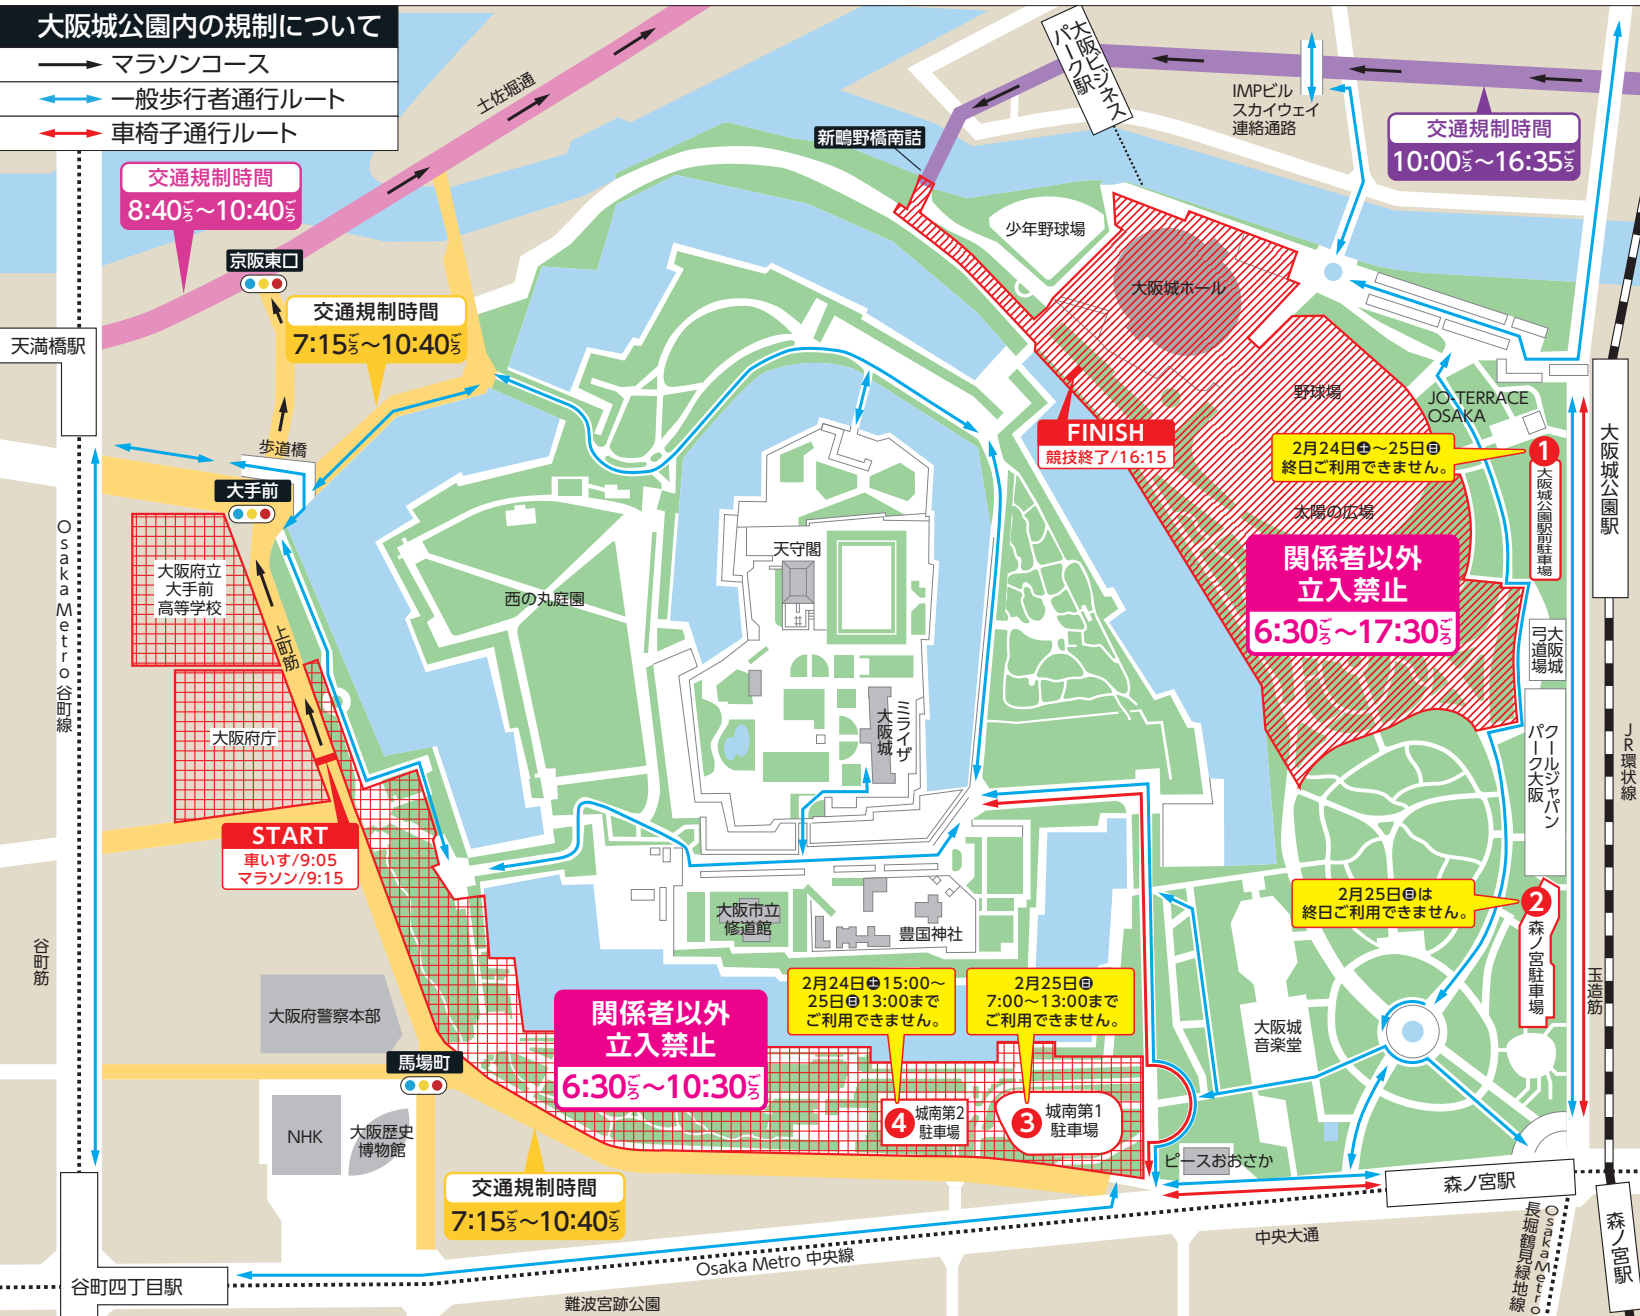 大阪城公園内の規制について
マラソンコース
一般歩行者通行ルート
車椅子通行ルート
土佐堀通
大阪ビジネス
パーク駅
IMPビル
スカイウェイ
連絡通路
交通規制時間
10:00ごろ〜16:35ごろ
新鴫野橋南詰
交通規制時間
8:40ごろ〜10:40ごろ
京阪東口
少年野球場
大阪城ホール
交通規制時間
7:15ごろ〜10:40ごろ
天満橋駅
野球場
JO-TERRACE
OSAKA
FINISH
競技終了/16:15
2月24日㊏〜25日㊐
終日ご利用できません。
1
大阪城公園駅前駐車場
大阪城公園駅
歩道橋
大手前
太陽の広場
関係者以外
立入禁止
6:30ごろ〜17:30ごろ
Osaka Metro 谷町線
大阪府立
大手前
高等学校
上町筋
天守閣
西の丸庭園
大阪城
弓道場
大阪府庁
ミライザ
大阪城
クールジャパン
パーク大阪
JR環状線
START
車いす/9:05
マラソン/9:15
2月25日㊐は
終日ご利用できません。
2
森ノ宮駐車場
大阪市立
修道館
豊国神社
谷町筋
玉造筋
2月24日㊏15:00〜
25日㊐13:00まで
ご利用できません。
2月25日㊐
7:00〜13:00まで
ご利用できません。
大阪府警察本部
関係者以外
立入禁止
6:30ごろ〜10:30ごろ
大阪城
音楽堂
馬場町
4
城南第2
駐車場
3
城南第1
駐車場
NHK
大阪歴史
博物館
ピースおおさか
交通規制時間
7:15ごろ〜10:40ごろ
森ノ宮駅
中央大通
Osaka Metro 中央線
Osaka Metro
長堀鶴見緑地線
森ノ宮駅
谷町四丁目駅
難波宮跡公園